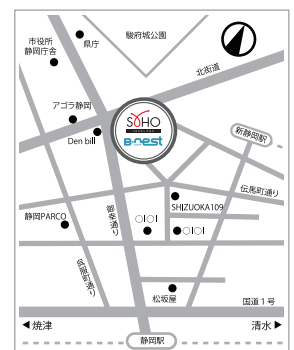 市役所
静岡庁舎
県庁
駿府城公園
北街道
アゴラ静岡
Den bill
SOHO
B-nest
新静岡駅
伝馬町通り
静岡PARCO
御幸通り
SHIZUOKA109
○I○I
○I○I
呉服町通り
松坂屋
国道1号
焼津
清水
静岡駅